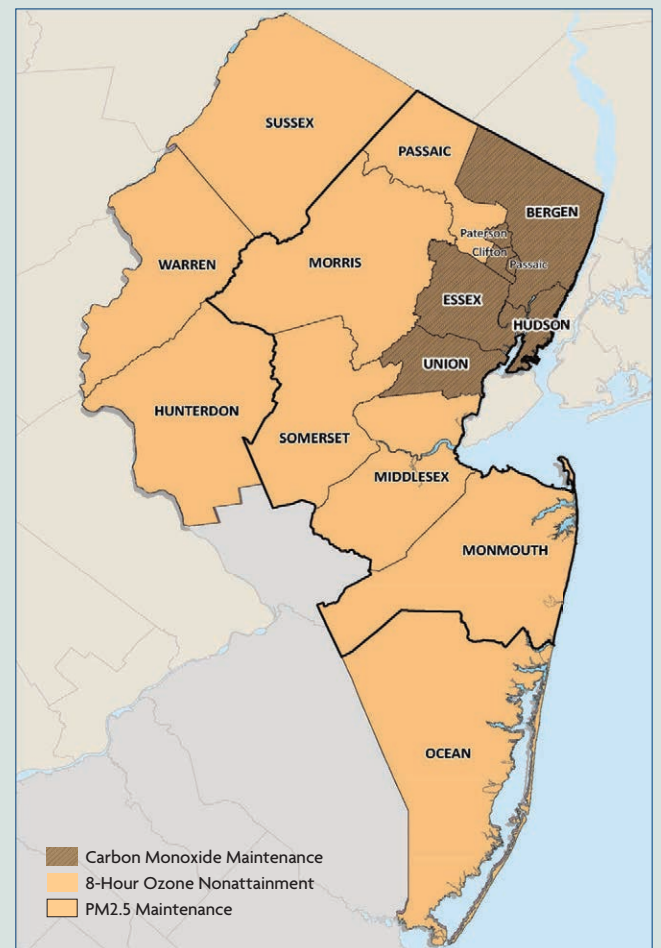 SUSSEX
PASSAIC
BERGEN
WARREN
MORRIS
Paterson
Clifton
Passaic
ESSEX
HUDSON
UNION
HUNTERDON
SOMERSET
MIDDLESEX
MONMOUTH
OCEAN
Carbon Monoxide Maintenance
8-Hour Ozone Nonattainment
PM2.5 Maintenance